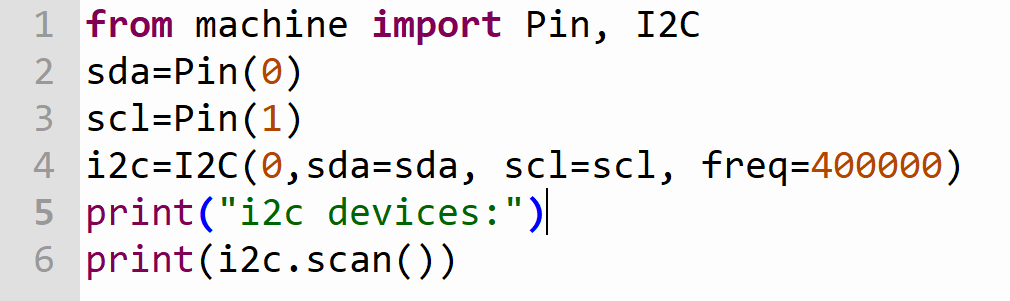 1 from machine import Pin, I2C
2 sda=Pin(0)
3 scl=Pin(1)
4 i2c=I2C(0,sda=sda, scl=scl, freq=400000)
5 print("i2c devices:")
6 print(i2c.scan())